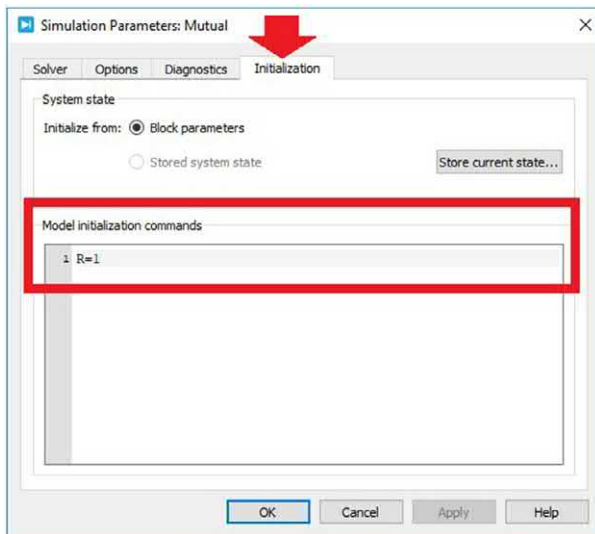 Simulation Parameters: Mutual
Solver Options Diagnostics Initialization
System state
Initialize from: Block parameters
Stored system state Store current state...
Model initialization commands
1 R=1
OK Cancel Apply Help